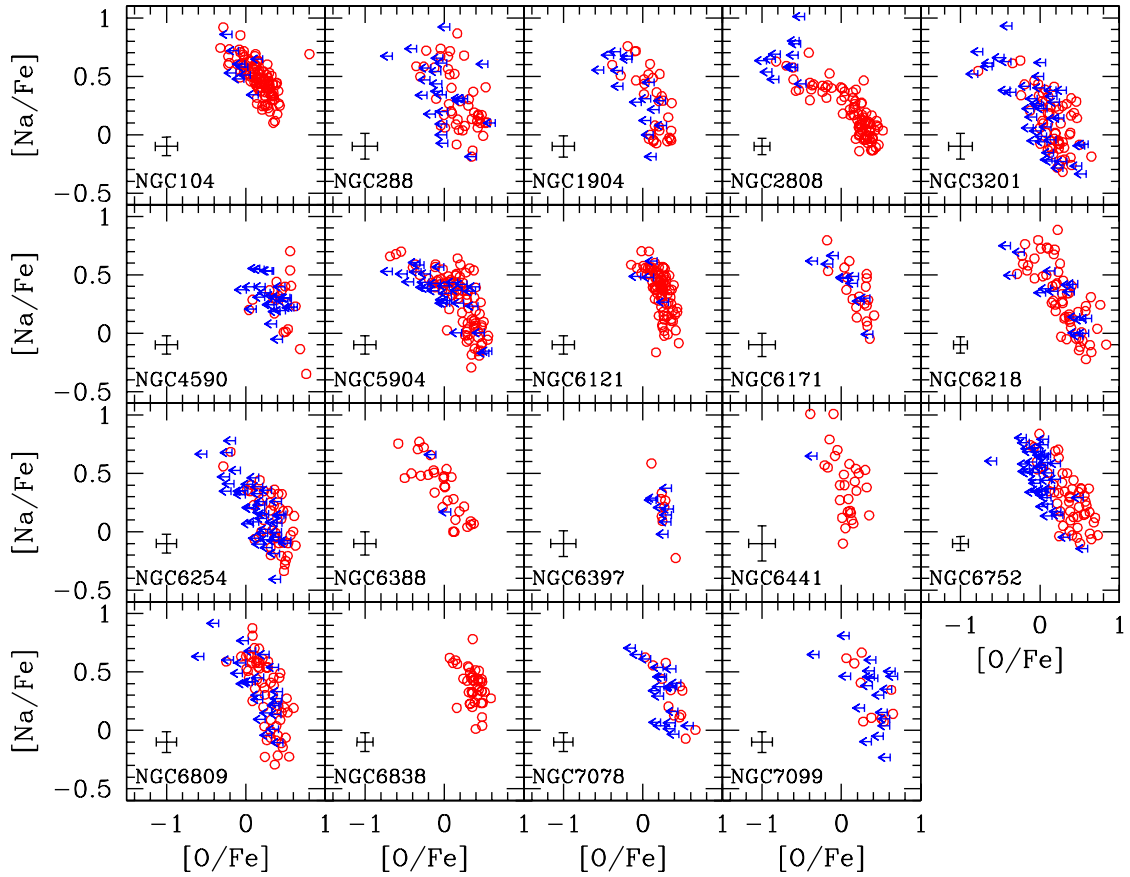 1
[Na/Fe]
0.5
0
−0.5
NGC104
NGC288
NGC1904
NGC2808
NGC3201
1
[Na/Fe]
0.5
0
−0.5
NGC4590
NGC5904
NGC6121
NGC6171
NGC6218
1
[Na/Fe]
0.5
0
−0.5
NGC6254
NGC6388
NGC6397
NGC6441
NGC6752
−1 0 1
[O/Fe]
1
[Na/Fe]
0.5
0
−0.5
NGC6809
NGC6838
NGC7078
NGC7099
−1 0 1 −1 0 1 −1 0 1 −1 0 1
[O/Fe] [O/Fe] [O/Fe] [O/Fe]